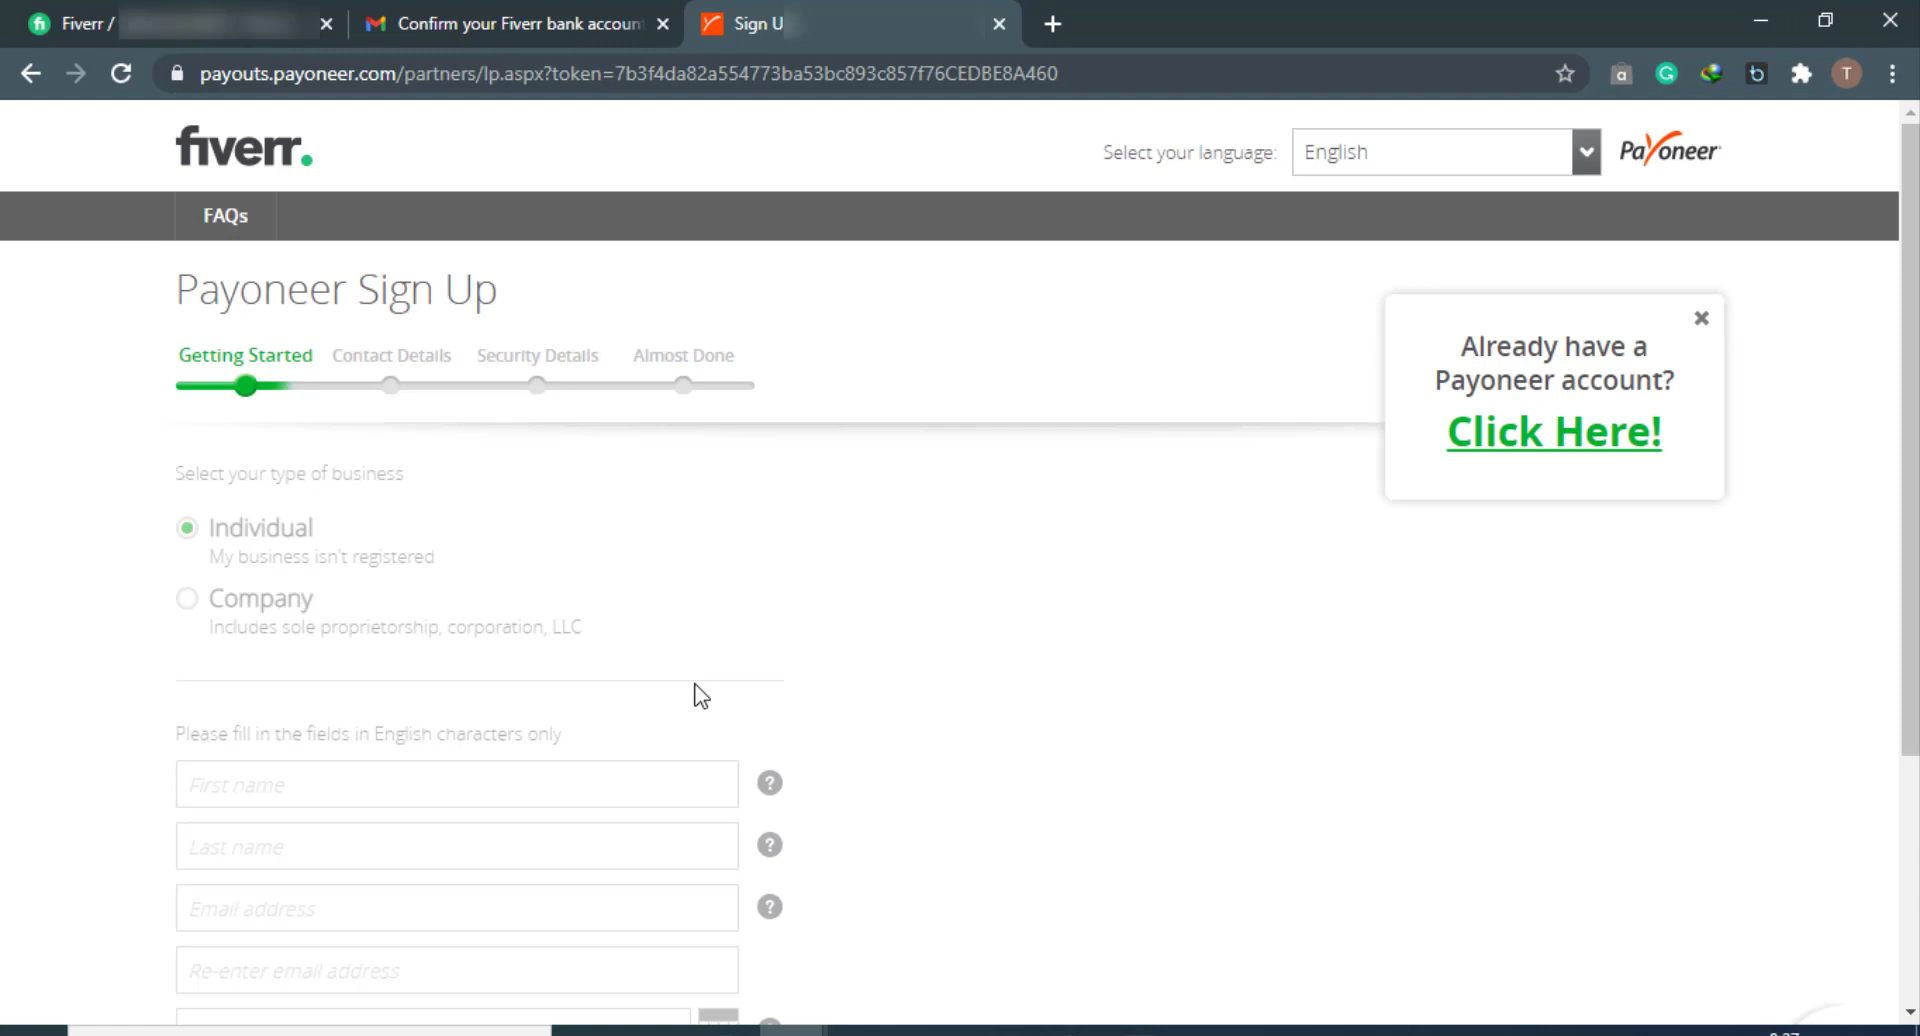 Fiverr /
Confirm your Fiverr bank accoun
Sign U
payouts.payoneer.com/partners/lp.aspx?token=7b3f4da82a554773ba53bc893c857f76CEDBE8A460
a
T
fiverr.
Select your language:
English
Payoneer
FAQs
Payoneer Sign Up
Getting Started
Contact Details
Security Details
Almost Done
Already have a
Payoneer account?
Click Here!
Select your type of business
Individual
My business isn't registered
Company
Includes sole proprietorship, corporation, LLC
Please fill in the fields in English characters only
First name
?
Last name
?
Email address
?
Re-enter email address